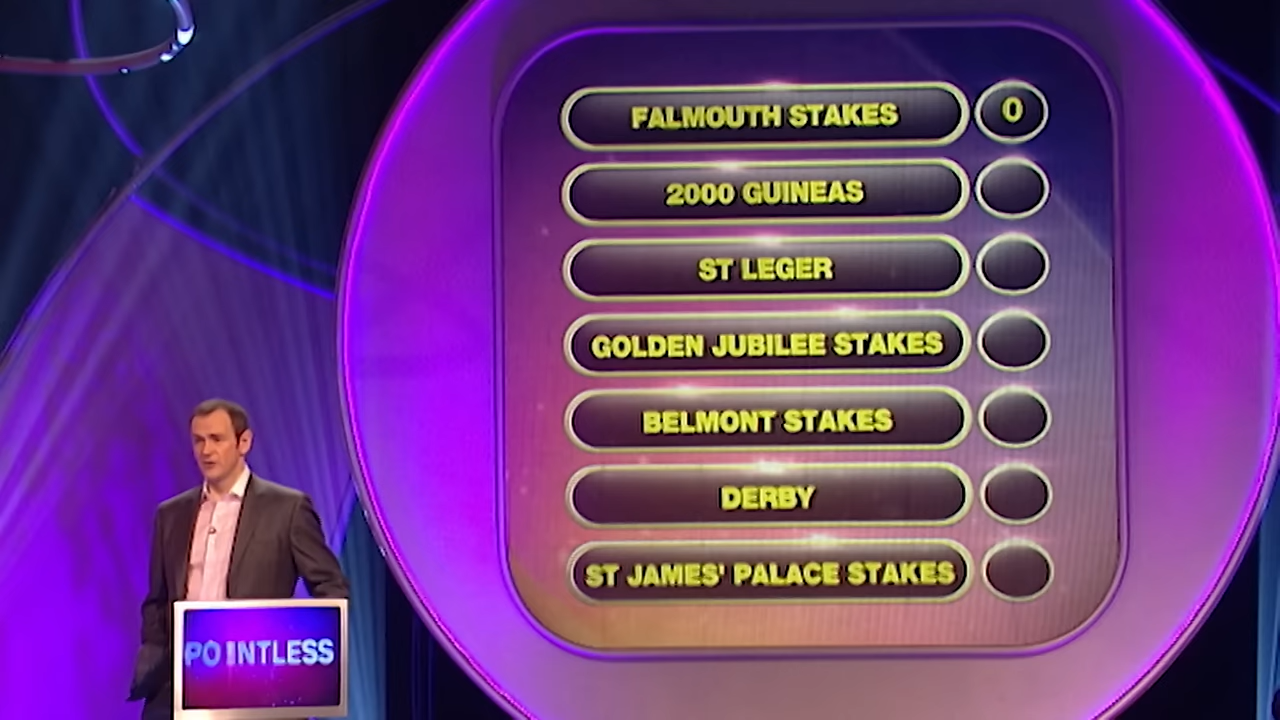 FALMOUTH STAKES 0
2000 GUINEAS
ST LEGER
GOLDEN JUBILEE STAKES
BELMONT STAKES
DERBY
ST JAMES' PALACE STAKES
POINTLESS